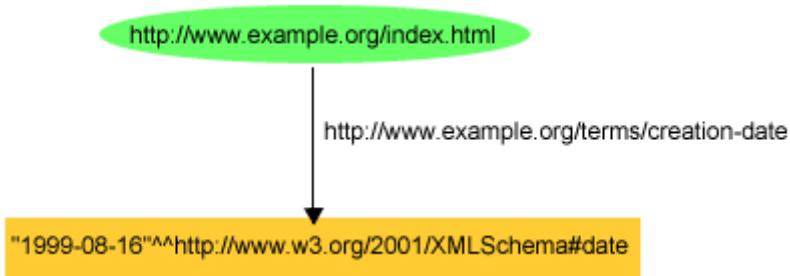 http://www.example.org/index.html
http://www.example.org/terms/creation-date
"1999-08-16"^^http://www.w3.org/2001/XMLSchema#date